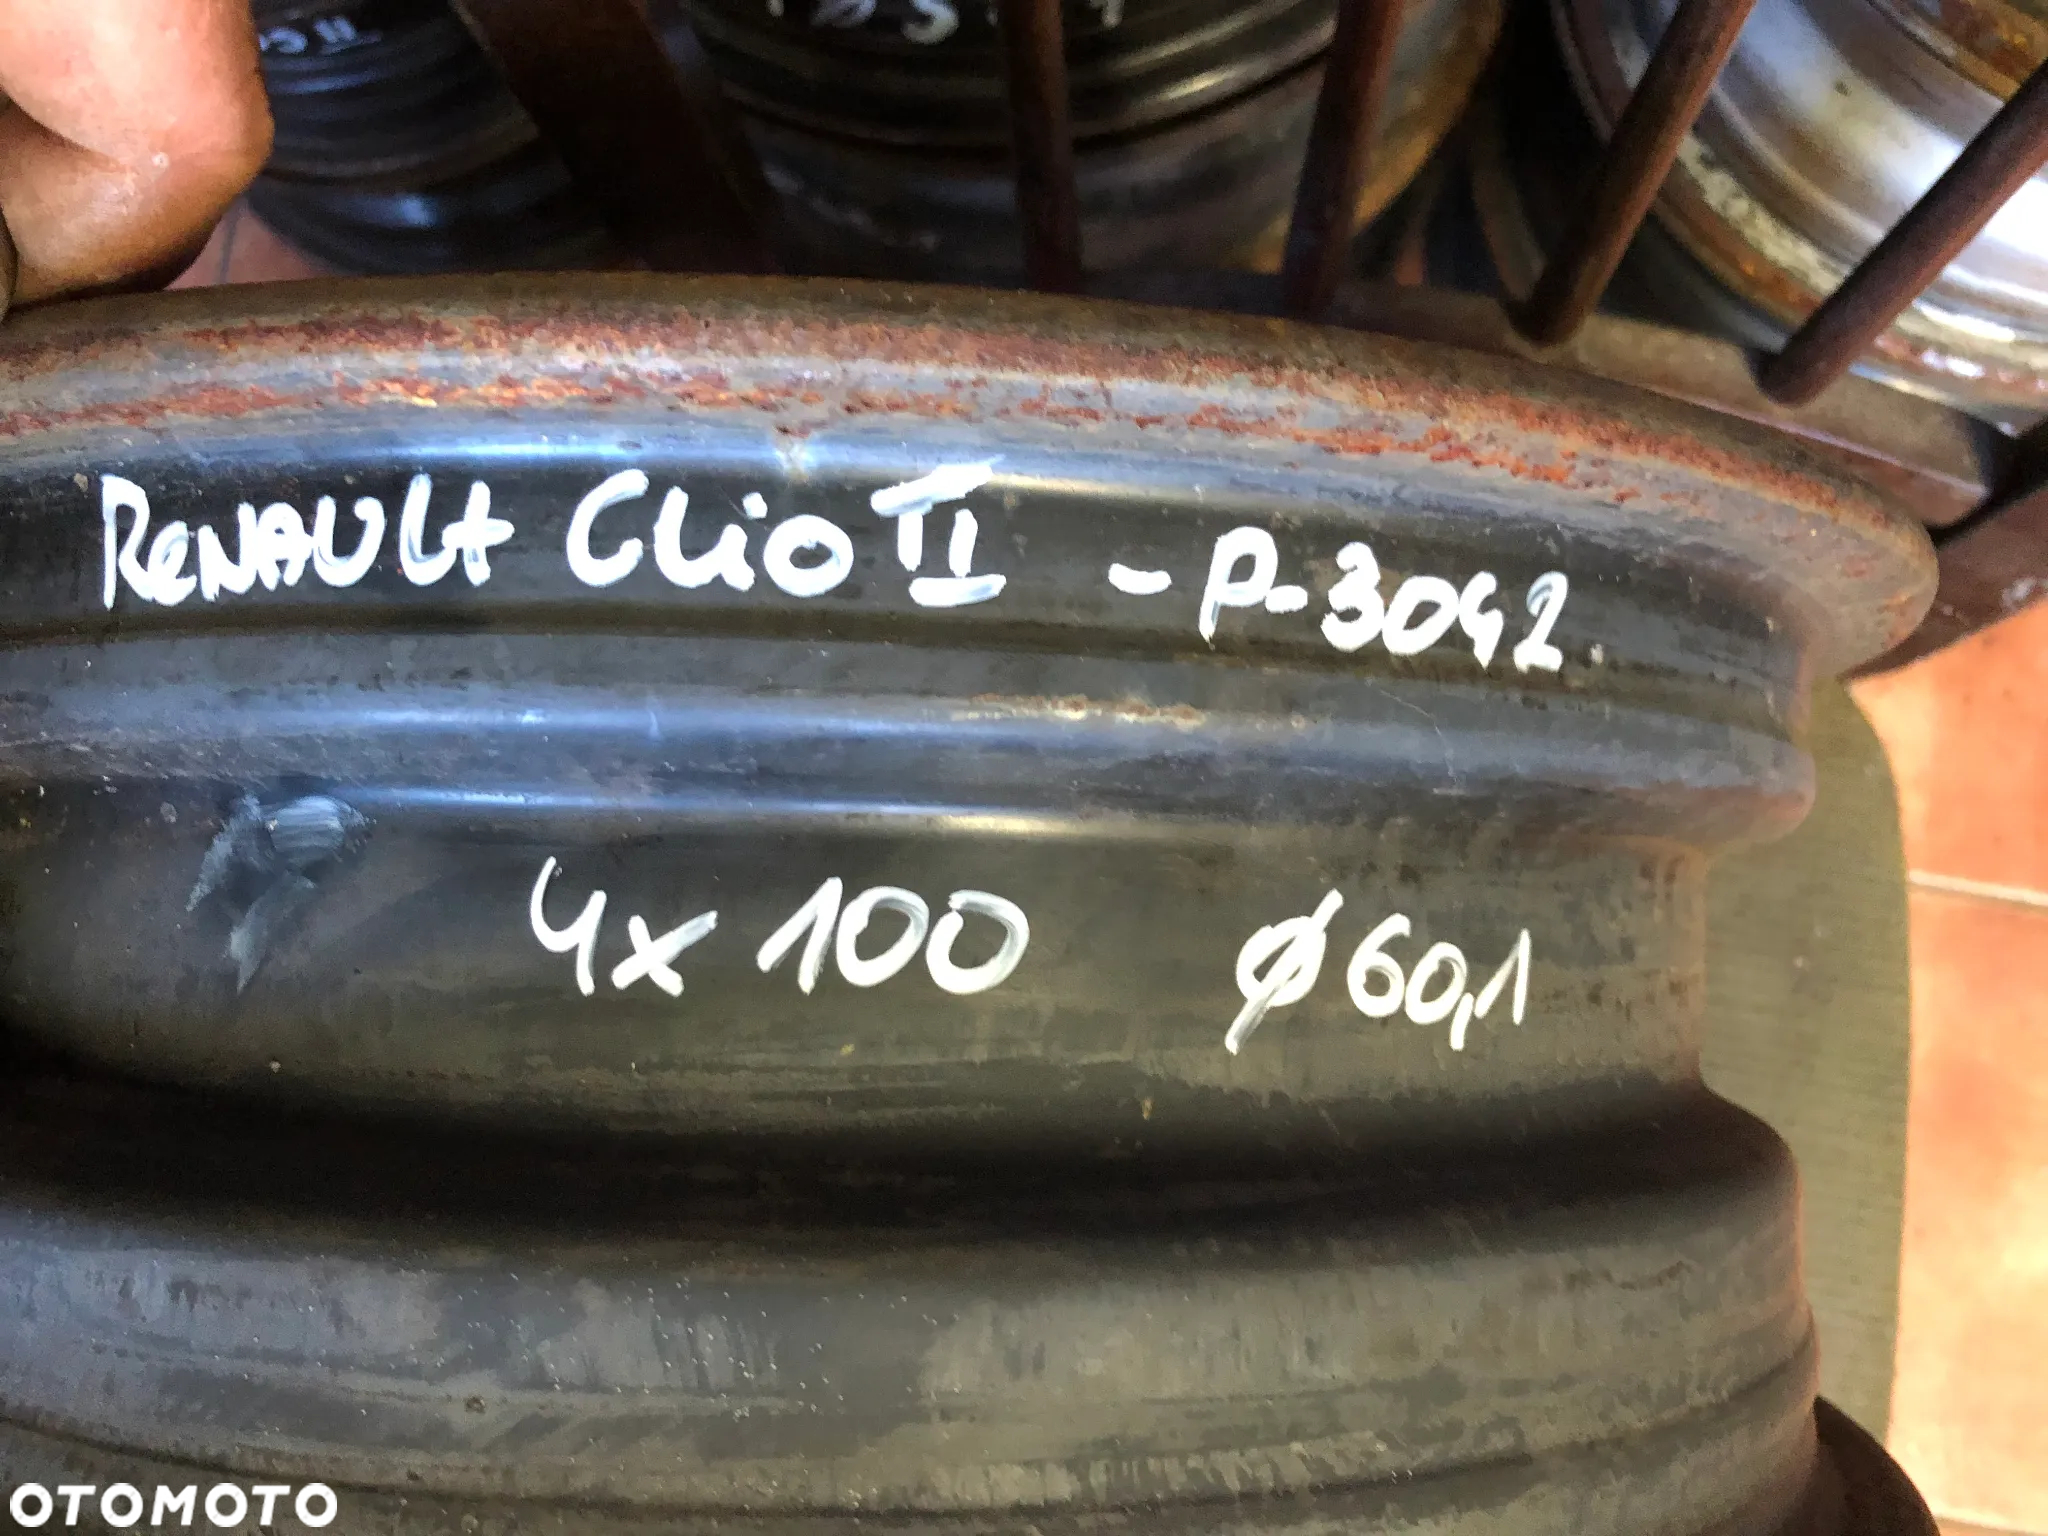 RENAULT CLiO II - P-3042.
4x100 Ø60,1
OTOMOTO